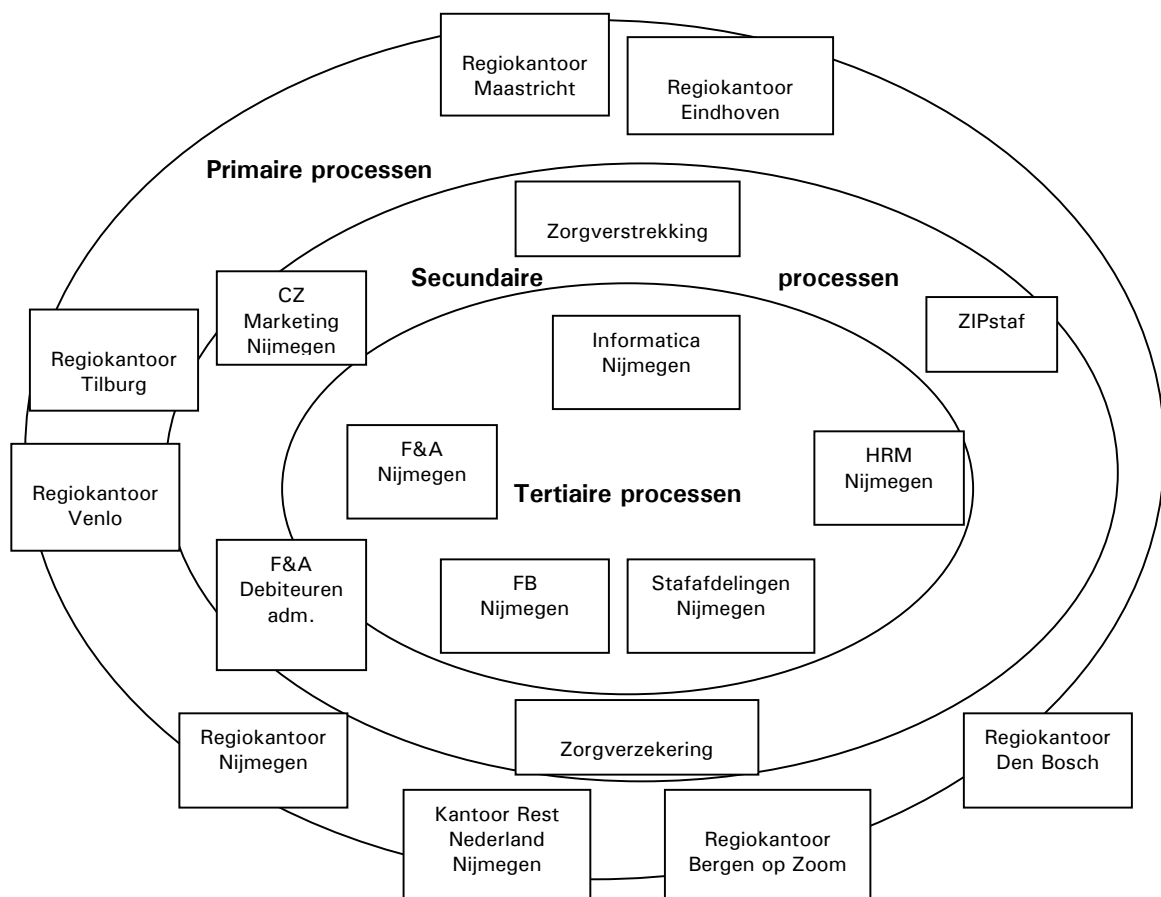 Regiokantoor
Maastricht
Regiokantoor
Eindhoven
Primaire processen
Zorgverstrekking
Secundaire processen
CZ
Marketing
Nijmegen
ZIPstaf
Regiokantoor
Tilburg
Informatica
Nijmegen
F&A
Nijmegen
HRM
Nijmegen
Tertiaire processen
Regiokantoor
Venlo
F&A
Debiteuren
adm.
FB
Nijmegen
Stafafdelingen
Nijmegen
Regiokantoor
Nijmegen
Zorgverzekering
Regiokantoor
Den Bosch
Kantoor Rest
Nederland
Nijmegen
Regiokantoor
Bergen op Zoom